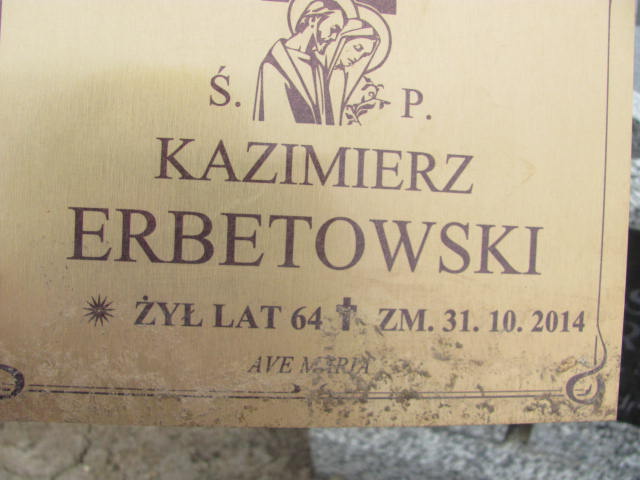 Ś. P.
KAZIMIERZ
ERBETOWSKI
ŻYŁ LAT 64 ZM. 31. 10. 2014
AVE MARIA